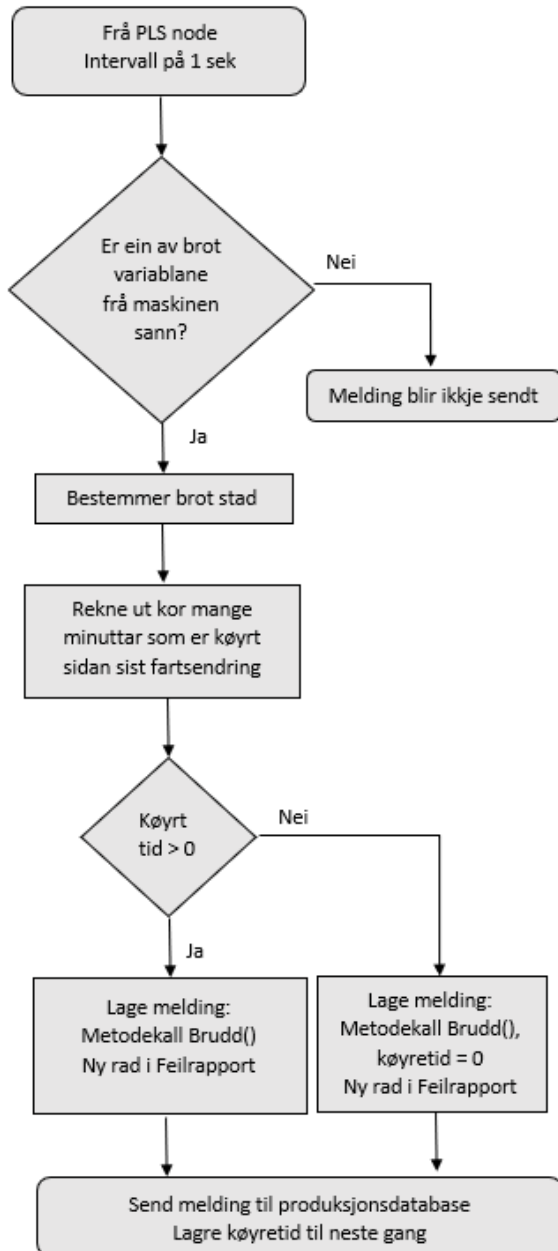 Frå PLS node
Intervall på 1 sek
Er ein av brot
variablane
frå maskinen
sann?
Nei
Melding blir ikkje sendt
Ja
Bestemmer brot stad
Rekne ut kor mange
minuttar som er køyrt
sidan sist fartsendring
Køyrt
tid > 0
Nei
Ja
Lage melding:
Metodekall Brudd()
Ny rad i Feilrapport
Lage melding:
Metodekall Brudd(),
køyretid = 0
Ny rad i Feilrapport
Send melding til produksjonsdatabase
Lagre køyretid til neste gang